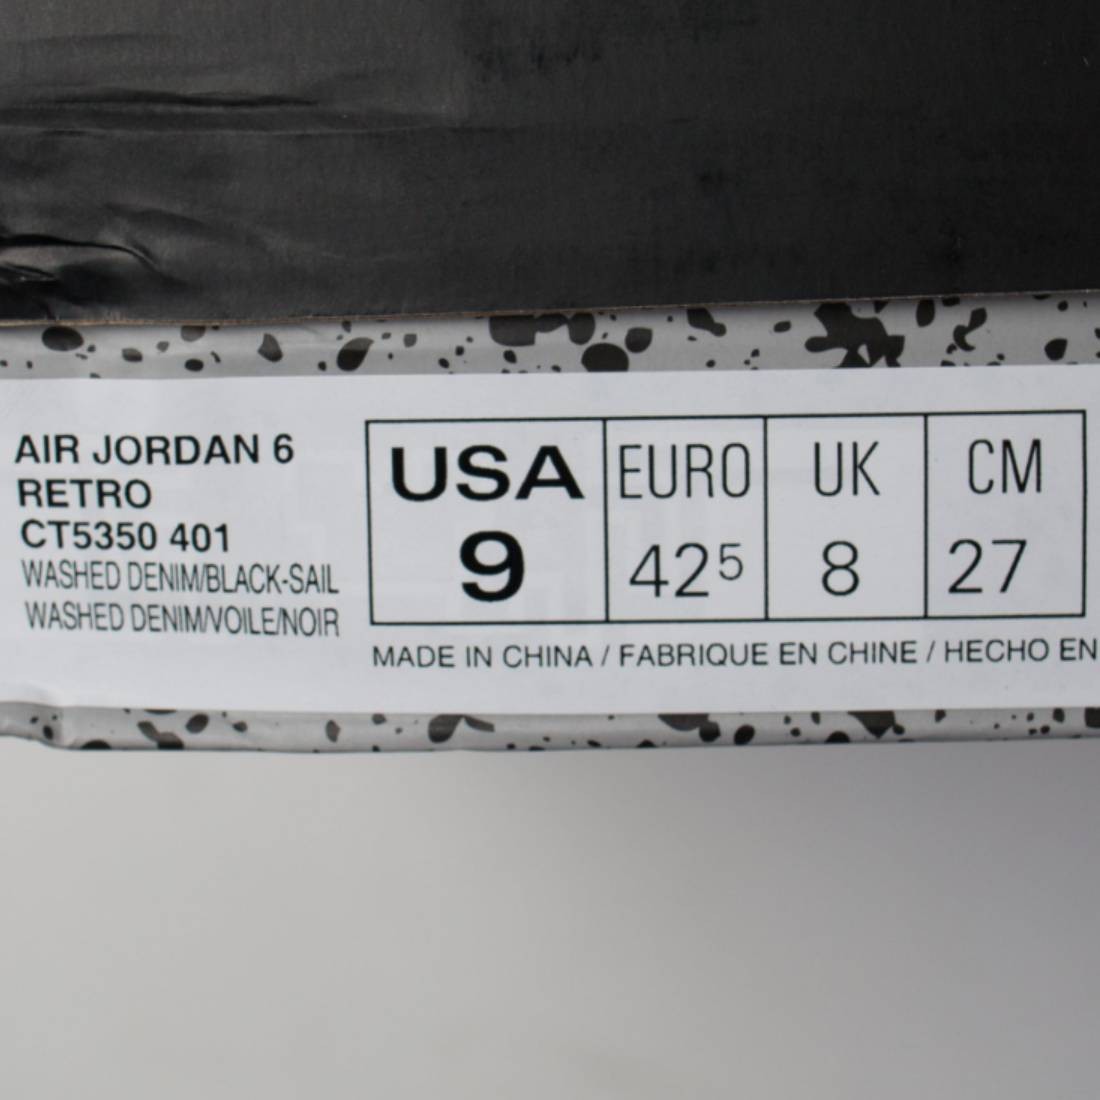 AIR JORDAN 6
RETRO
CT5350 401
WASHED DENIM/BLACK-SAIL
WASHED DENIM/VOILE/NOIR
USA EURO UK CM
9 42⁵ 8 27
MADE IN CHINA / FABRIQUE EN CHINE / HECHO EN